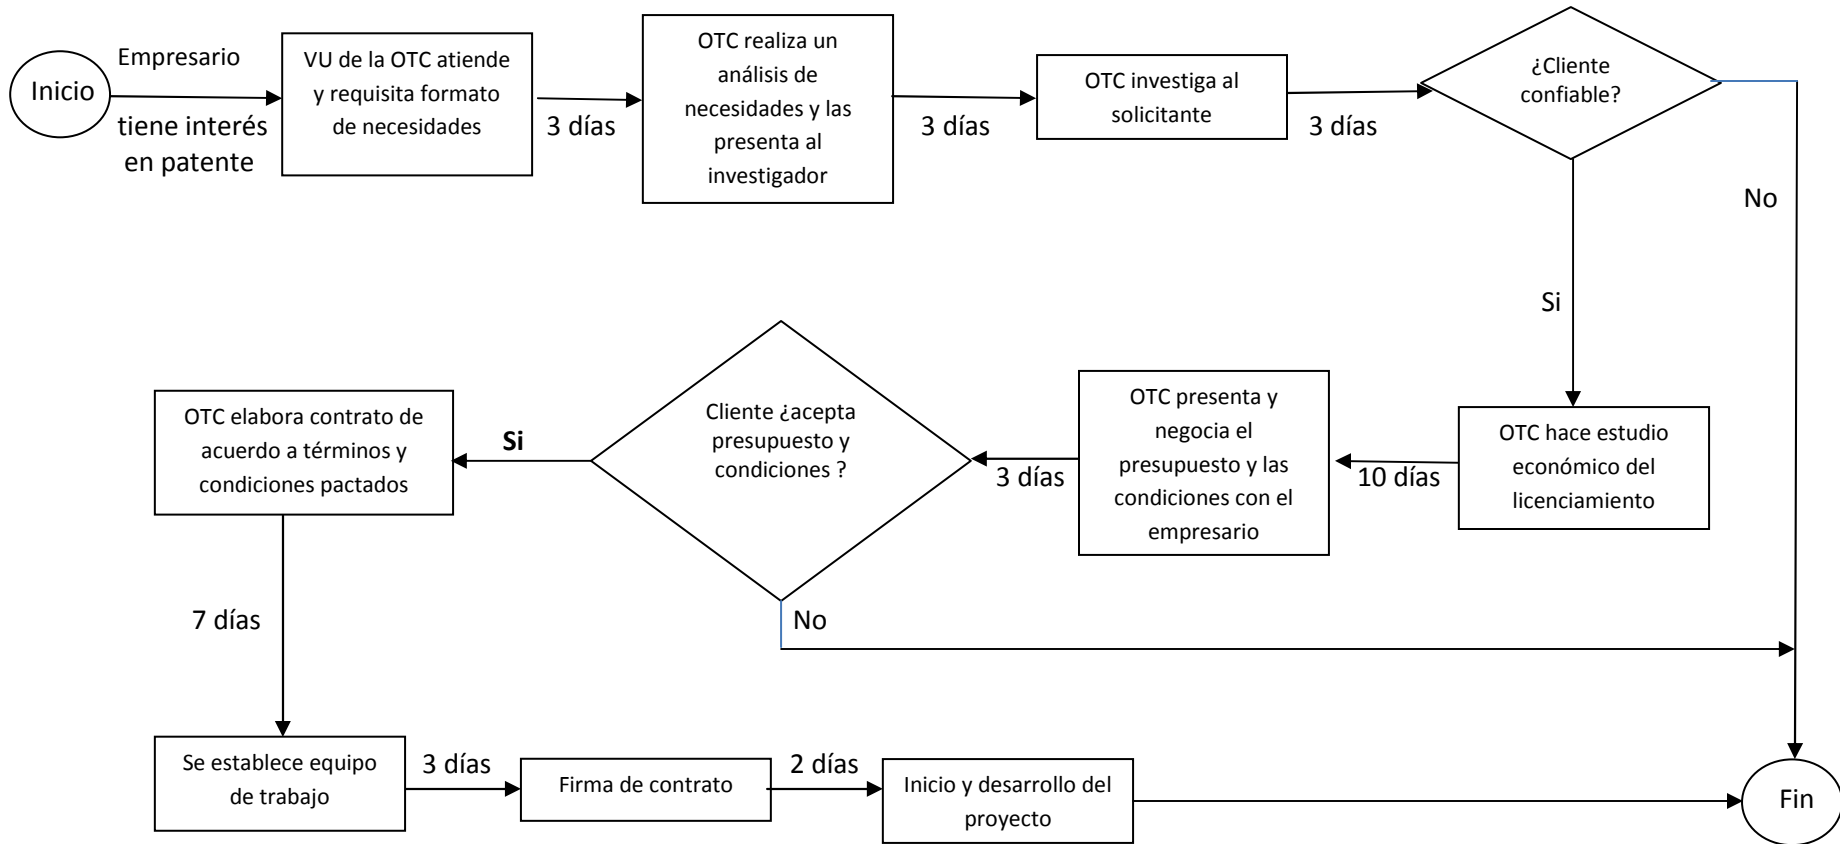 Inicio
Empresario
tiene interés
en patente
VU de la OTC atiende
y requisita formato
de necesidades
3 días
OTC realiza un
análisis de
necesidades y las
presenta al
investigador
3 días
OTC investiga al
solicitante
3 días
¿Cliente
confiable?
No
Si
OTC hace estudio
económico del
licenciamiento
10 días
OTC presenta y
negocia el
presupuesto y las
condiciones con el
empresario
3 días
Cliente ¿acepta
presupuesto y
condiciones ?
No
Si
OTC elabora contrato de
acuerdo a términos y
condiciones pactados
7 días
Se establece equipo
de trabajo
3 días
Firma de contrato
2 días
Inicio y desarrollo del
proyecto
Fin